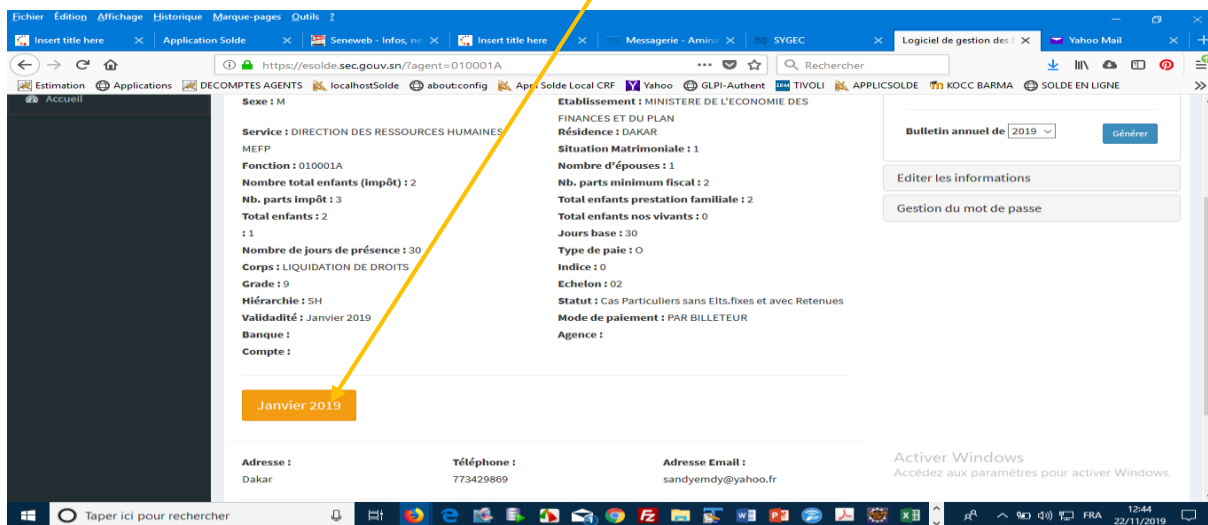 Fichier Édition Affichage Historique Marque-pages Outils ?
Insert title here Application Solde Seneweb - Infos, ne Insert title here Messagerie - Amina SYGEC Logiciel de gestion des Yahoo Mail
https://esolde.sec.gouv.sn/?agent=010001A Rechercher
Estimation Applications DECOMPTES AGENTS localhostSolde about:config Appl Solde Local CRF Yahoo GLPI-Authent TIVOLI APPLICSOLDE KOCC BARMA SOLDE EN LIGNE
Accueil
Sexe : M Etablissement : MINISTERE DE L'ECONOMIE DES
FINANCES ET DU PLAN
Service : DIRECTION DES RESSOURCES HUMAINES Résidence : DAKAR
MEFP Situation Matrimoniale : 1
Fonction : 010001A Nombre d'épouses : 1
Nombre total enfants (impôt) : 2 Nb. parts minimum fiscal : 2
Nb. parts impôt : 3 Total enfants prestation familiale : 2
Total enfants : 2 Total enfants nos vivants : 0
: 1 Jours base : 30
Nombre de jours de présence : 30 Type de paie : O
Corps : LIQUIDATION DE DROITS Indice : 0
Grade : 9 Echelon : 02
Hiérarchie : SH Statut : Cas Particuliers sans Elts.fixes et avec Retenues
Validadité : Janvier 2019 Mode de paiement : PAR BILLETEUR
Banque : Agence :
Compte :
Bulletin annuel de 2019 Générer
Editer les informations
Gestion du mot de passe
Janvier 2019
Adresse : Téléphone : Adresse Email :
Dakar 773429869 sandyemdy@yahoo.fr
Activer Windows
Accédez aux paramètres pour activer Windows.
Taper ici pour rechercher FRA 12:44
22/11/2019